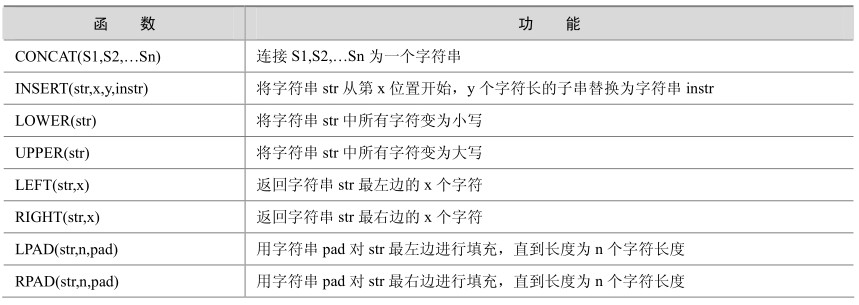 函 数 功 能
CONCAT(S1,S2,…Sn) 连接 S1,S2,…Sn 为一个字符串
INSERT(str,x,y,instr) 将字符串 str 从第 x 位置开始，y 个字符长的子串替换为字符串 instr
LOWER(str) 将字符串 str 中所有字符变为小写
UPPER(str) 将字符串 str 中所有字符变为大写
LEFT(str,x) 返回字符串 str 最左边的 x 个字符
RIGHT(str,x) 返回字符串 str 最右边的 x 个字符
LPAD(str,n,pad) 用字符串 pad 对 str 最左边进行填充，直到长度为 n 个字符长度
RPAD(str,n,pad) 用字符串 pad 对 str 最右边进行填充，直到长度为 n 个字符长度